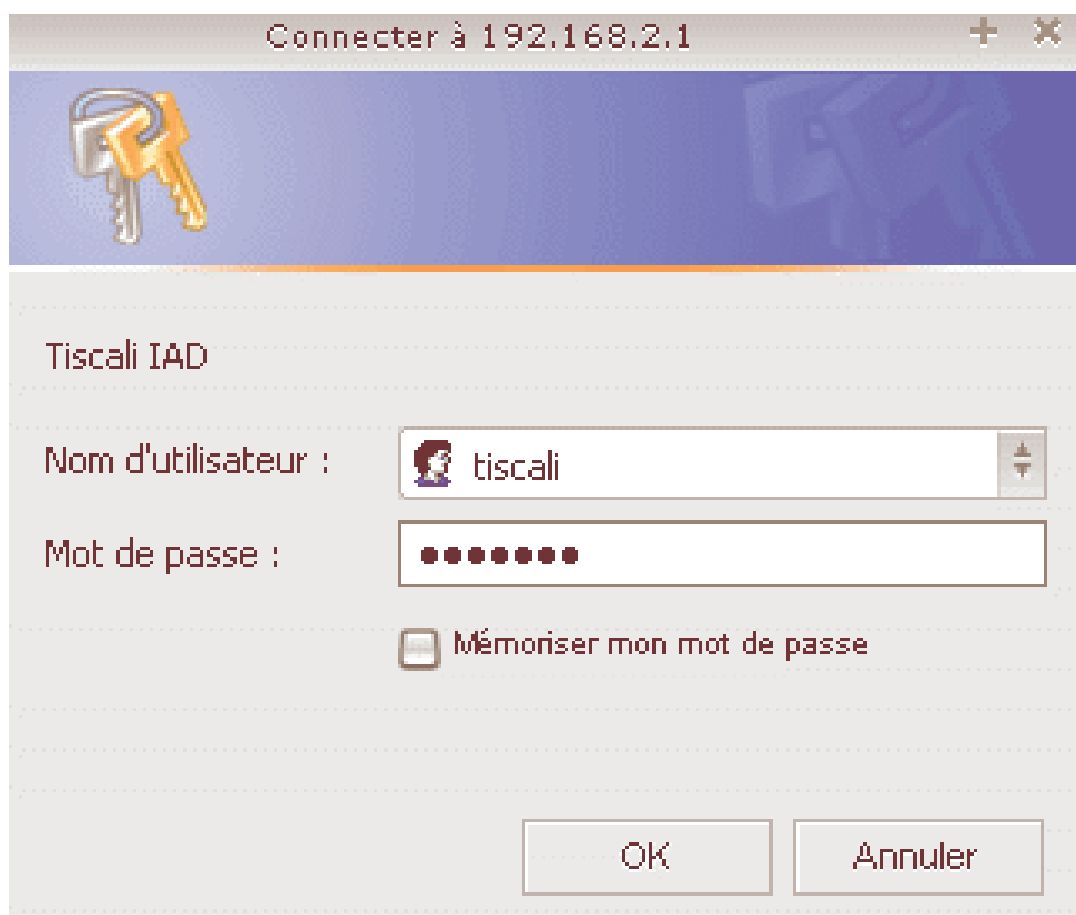 Connecter à 192.168.2.1
Tiscali IAD
Nom d'utilisateur : tiscali
Mot de passe : •••••••
Mémoriser mon mot de passe
OK Annuler